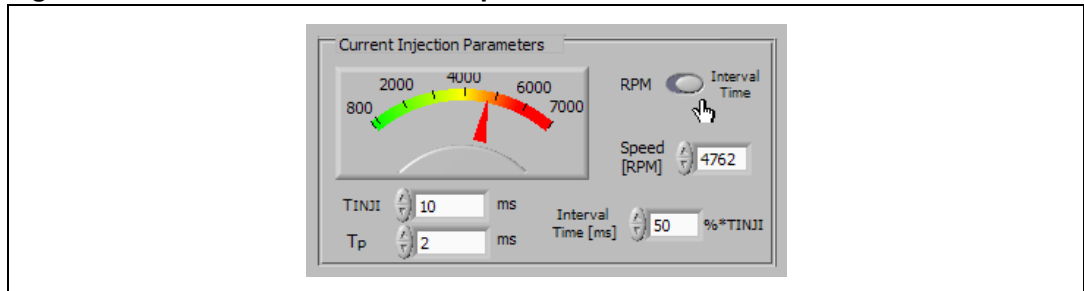 Current Injection Parameters
800 2000 4000 6000 7000
RPM Interval Time
Speed [RPM] 4762
TINJI 10 ms
Interval Time [ms] 50 %*TINJI
TP 2 ms